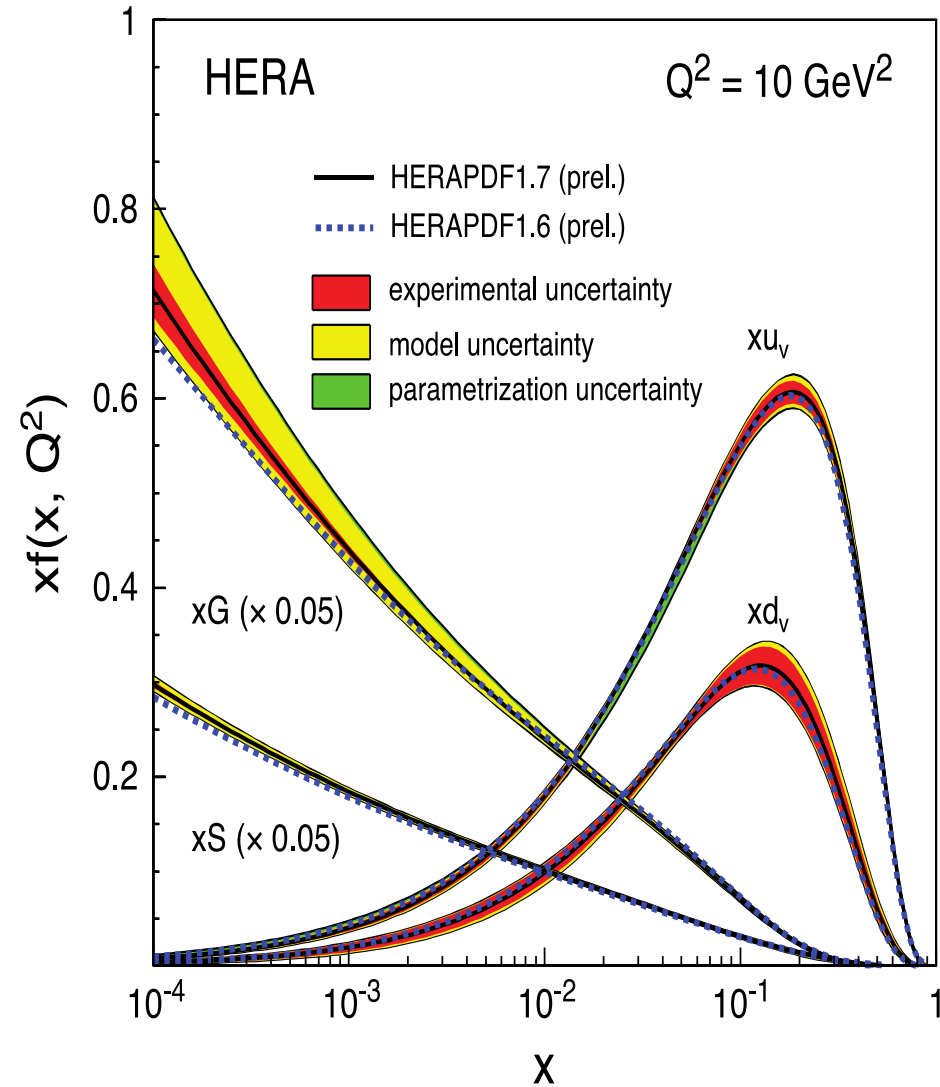 HERA
Q² = 10 GeV²
HERAPDF1.7 (prel.)
HERAPDF1.6 (prel.)
experimental uncertainty
model uncertainty
parametrization uncertainty
xuᵥ
xdᵥ
xG (× 0.05)
xS (× 0.05)
xf(x, Q²)
1
0.8
0.6
0.4
0.2
10⁻⁴
10⁻³
10⁻²
10⁻¹
1
x